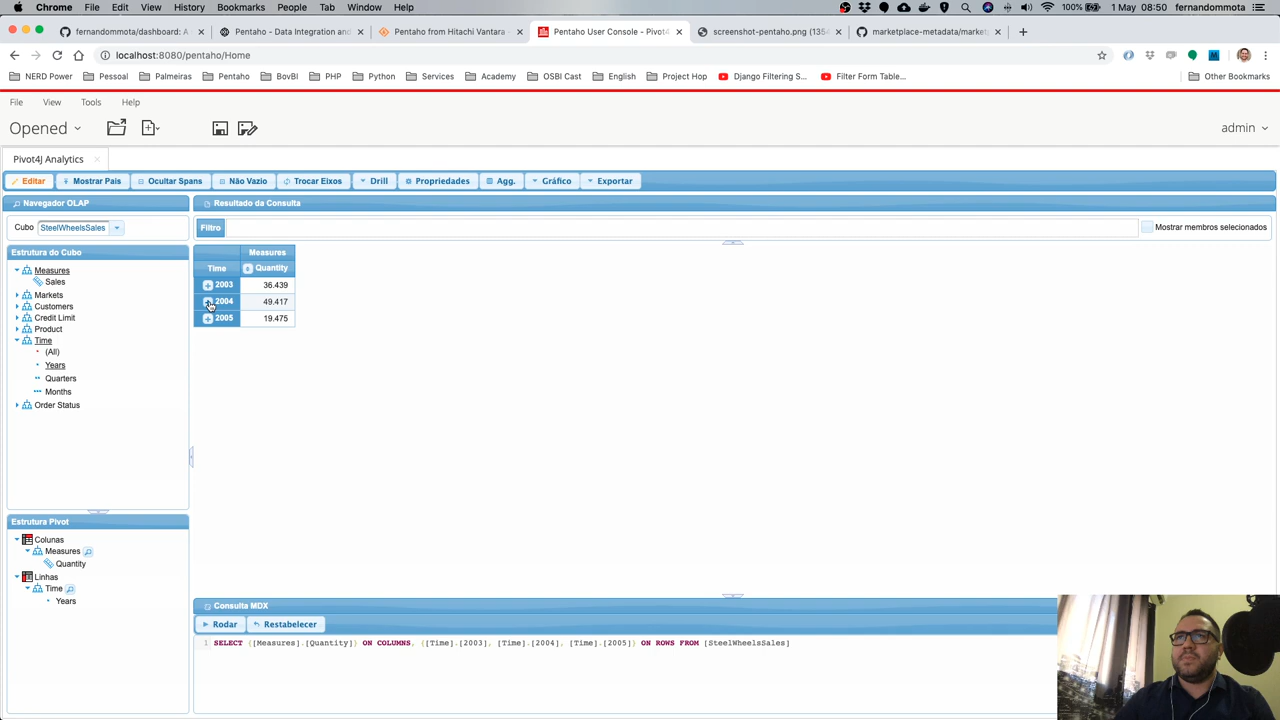 Chrome File Edit View History Bookmarks People Tab Window Help 100% 1 May 08:50 fernandommota
fernandommota/dashboard: A
Pentaho - Data Integration and
Pentaho from Hitachi Vantara
Pentaho User Console - Pivot4J
screenshot-pentaho.png (1354
marketplace-metadata/marketp
localhost:8080/pentaho/Home
NERD Power Pessoal Palmeiras Pentaho BovBI PHP Python Services Academy OSBI Cast English Project Hop Django Filtering S... Filter Form Table... Other Bookmarks
File View Tools Help
Opened admin
Pivot4J Analytics
Editar Mostrar Pais Ocultar Spans Não Vazio Trocar Eixos Drill Propriedades Agg. Gráfico Exportar
Navegador OLAP
Cubo SteelWheelsSales
Estrutura do Cubo
Measures
Sales
Markets
Customers
Credit Limit
Product
Time
(All)
Years
Quarters
Months
Order Status
Estrutura Pivot
Colunas
Measures
Quantity
Linhas
Time
Years
Resultado da Consulta
Filtro Mostrar membros selecionados
Measures
Time Quantity
2003 36.439
2004 49.417
2005 19.475
Consulta MDX
Rodar Restabelecer
1 SELECT {[Measures].[Quantity]} ON COLUMNS, {[Time].[2003], [Time].[2004], [Time].[2005]} ON ROWS FROM [SteelWheelsSales]